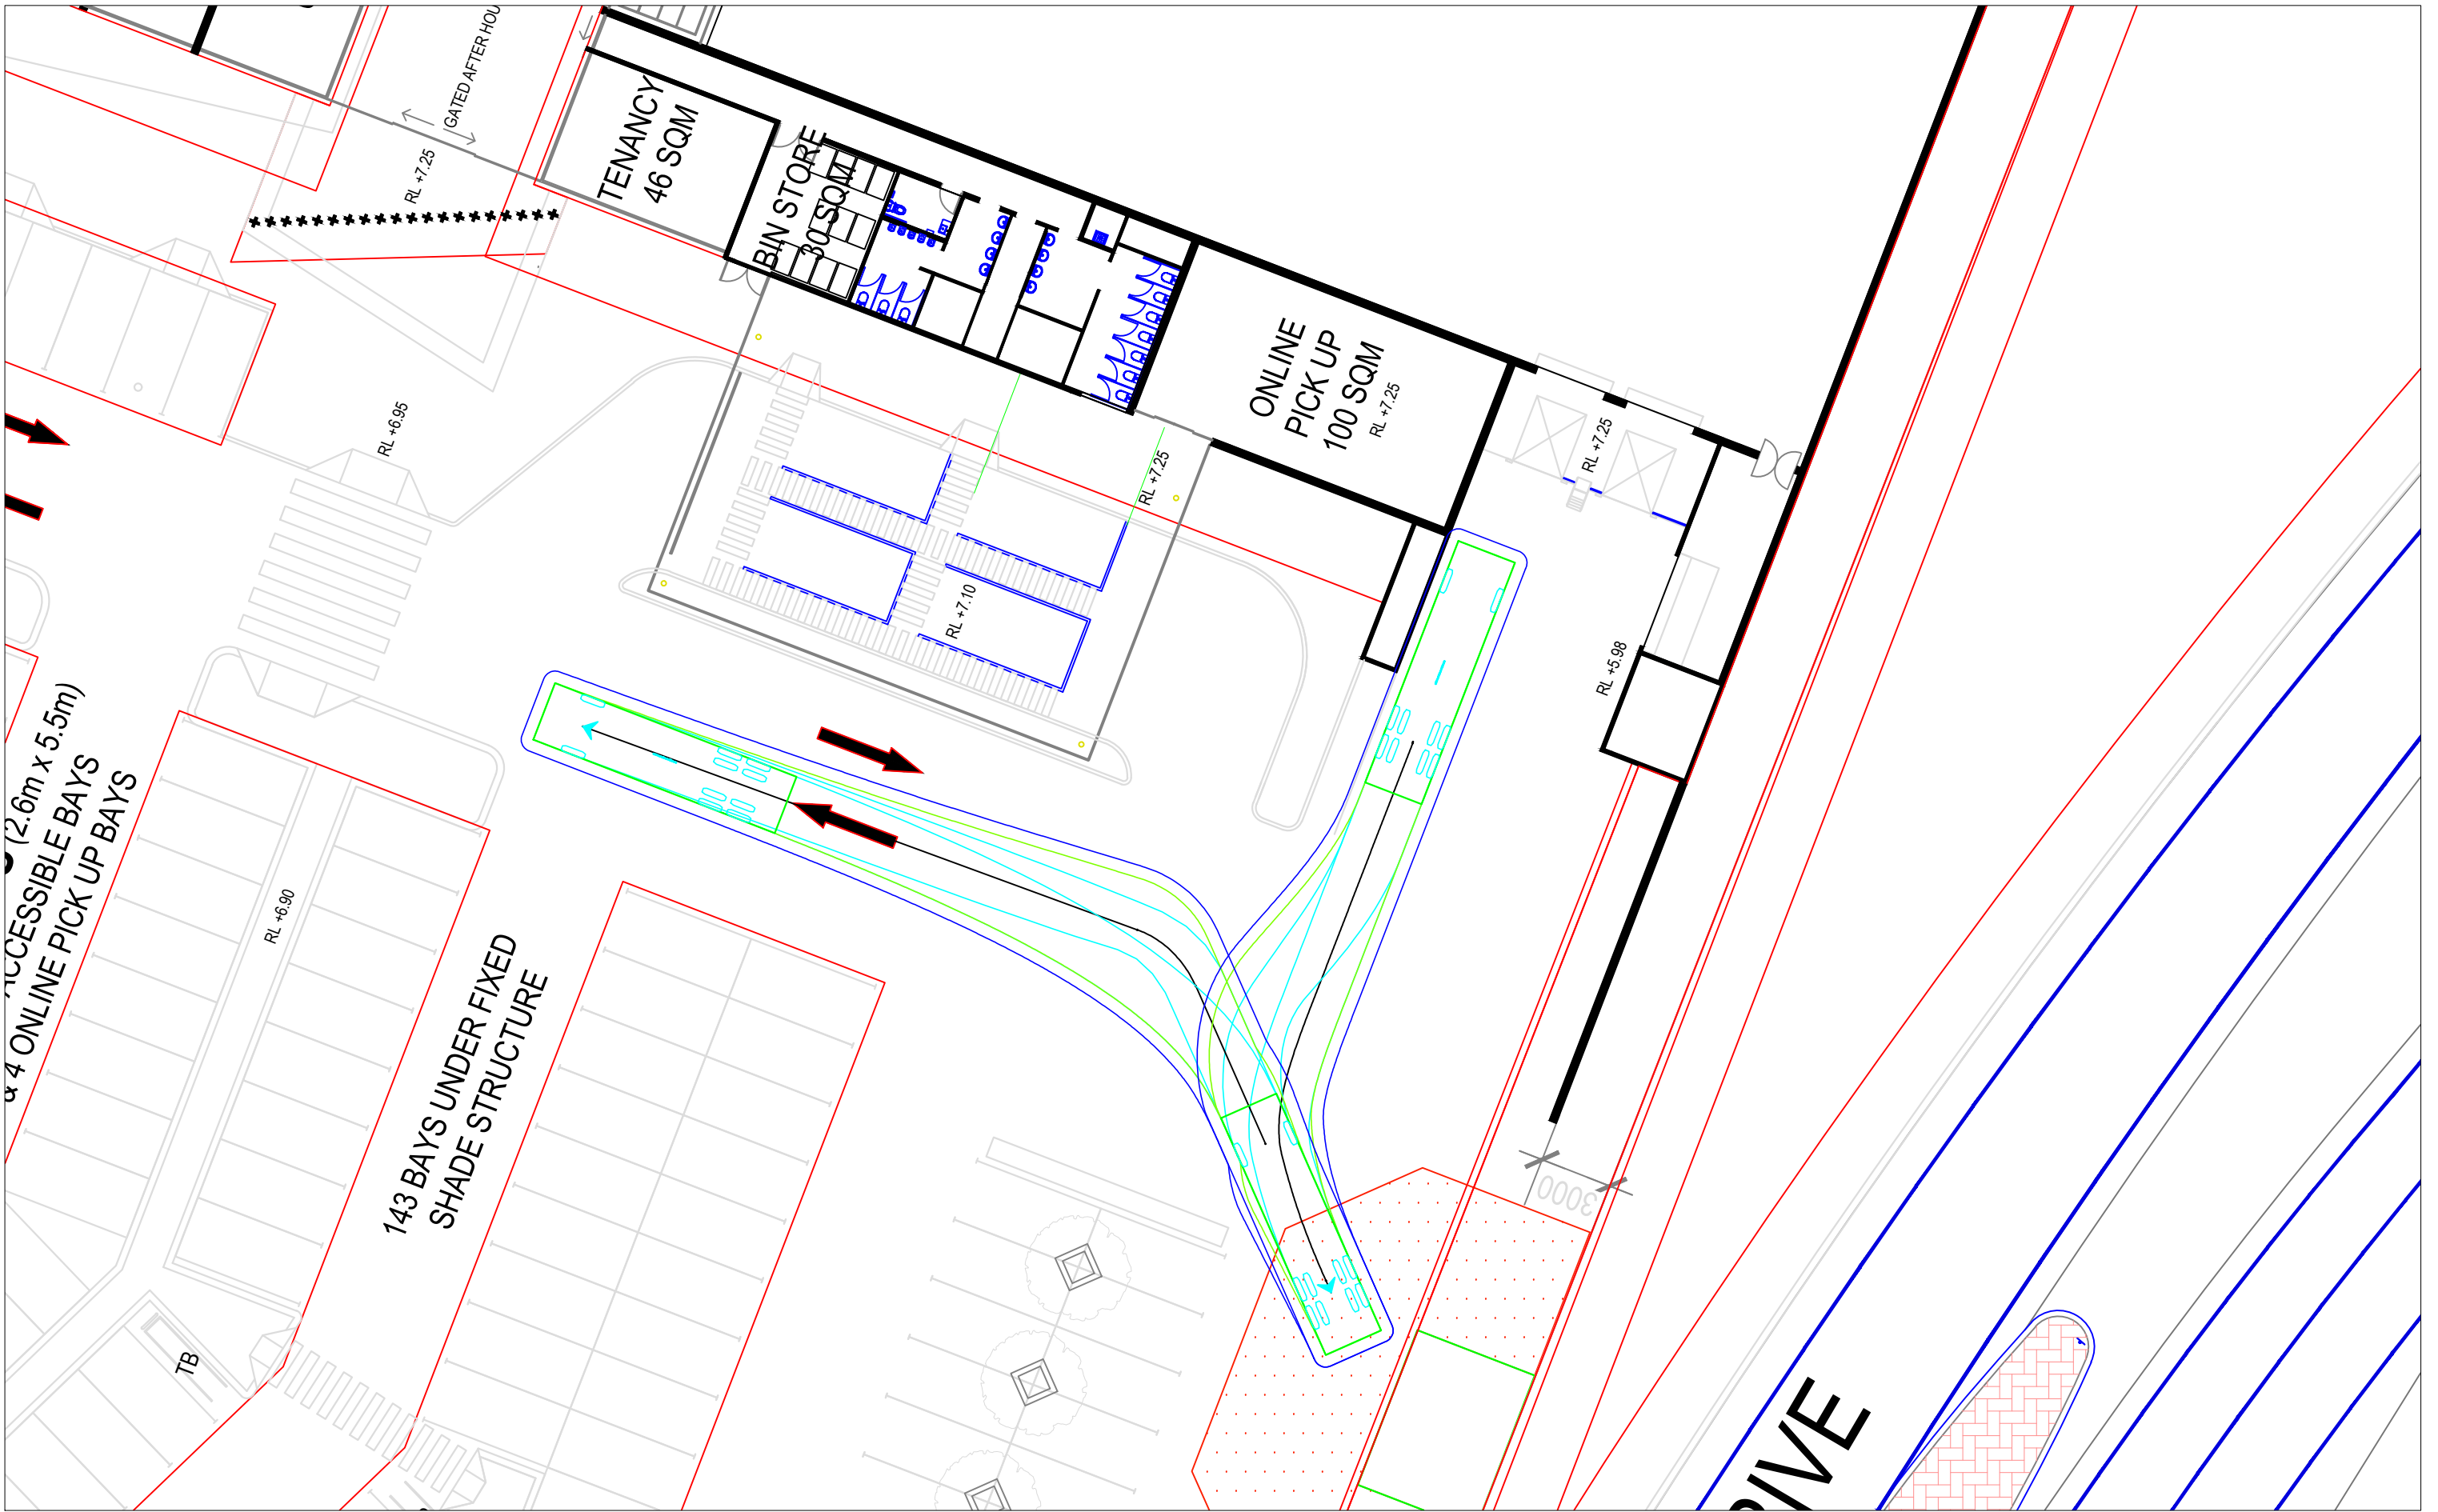 GATED AFTER HOU
RL +7.25
TENANCY
46 SQM
BIN STORE
30 SQM
ONLINE
PICK UP
100 SQM
RL +7.25
RL +7.25
RL +7.25
RL +6.95
RL +7.10
RL +5.98
(2.6m x 5.5m)
ACCESSIBLE BAYS
& 4 ONLINE PICK UP BAYS
RL +6.90
143 BAYS UNDER FIXED
SHADE STRUCTURE
3000
TB